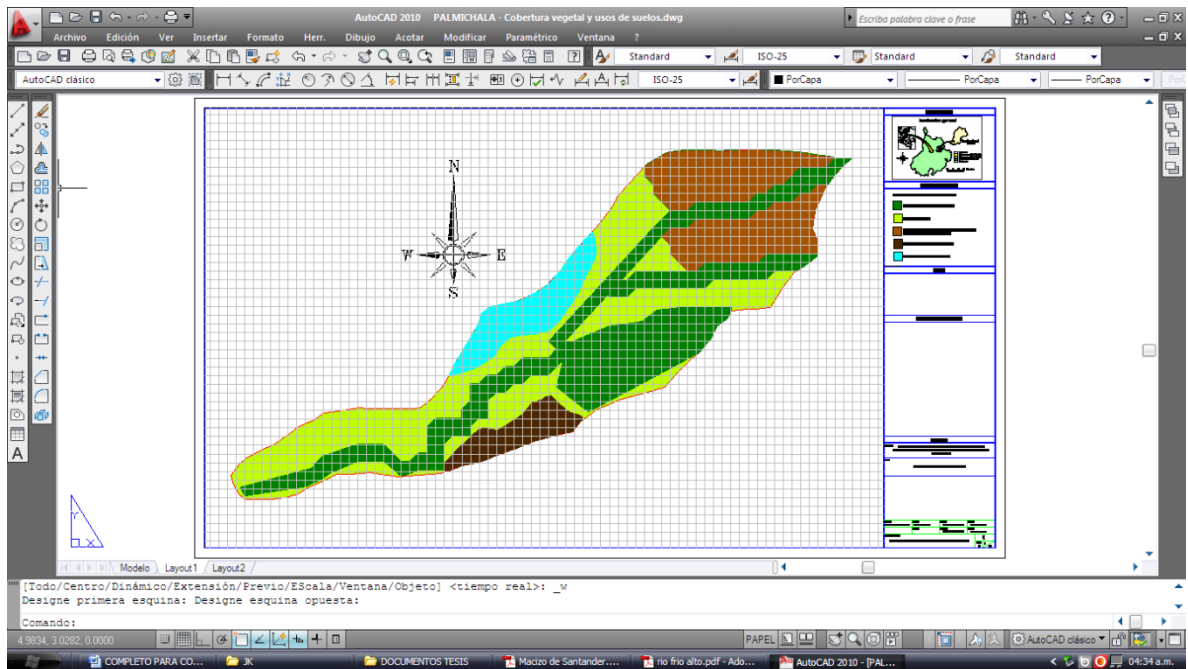 AutoCAD 2010 PALMICHALA - Cobertura vegetal y usos de suelos.dwg
Escriba palabra clave o frase
Archivo Edición Ver Insertar Formato Herr. Dibujo Acotar Modificar Paramétrico Ventana ?
Standard ISO-25 Standard Standard
AutoCAD clásico ISO-25 PorCapa PorCapa PorCapa
N
W E
S
Y
X
A
Modelo Layout1 Layout2
[Todo/Centro/Dinámico/Extensión/Previo/EScala/Ventana/Objeto] <tiempo real>: _w
Designe primera esquina: Designe esquina opuesta:
Comando:
4.9834, 3.0282, 0.0000 PAPEL AutoCAD clásico
COMPLETO PARA CO... JK DOCUMENTOS TESIS Macizo de Santander.... rio frio alto.pdf - Ado... AutoCAD 2010 - [PAL... 04:34 a.m.